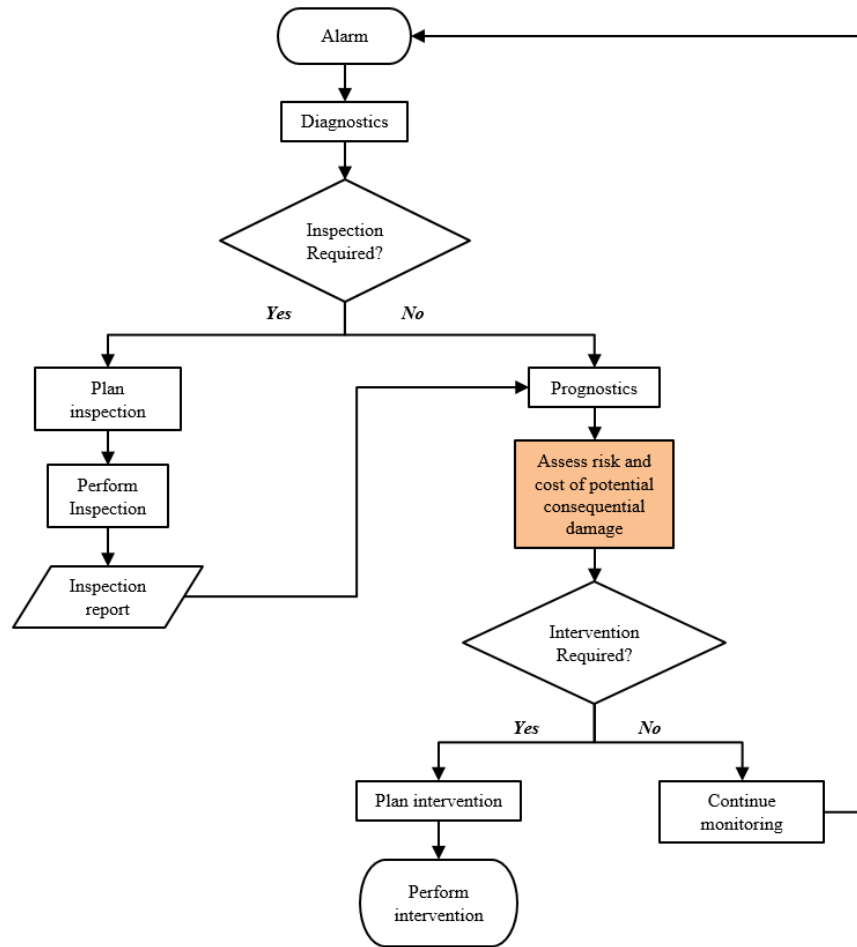 Alarm
Diagnostics
Inspection
Required?
Yes
No
Plan
inspection
Perform
Inspection
Inspection
report
Prognostics
Assess risk and
cost of potential
consequential
damage
Intervention
Required?
Yes
No
Plan intervention
Continue
monitoring
Perform
intervention